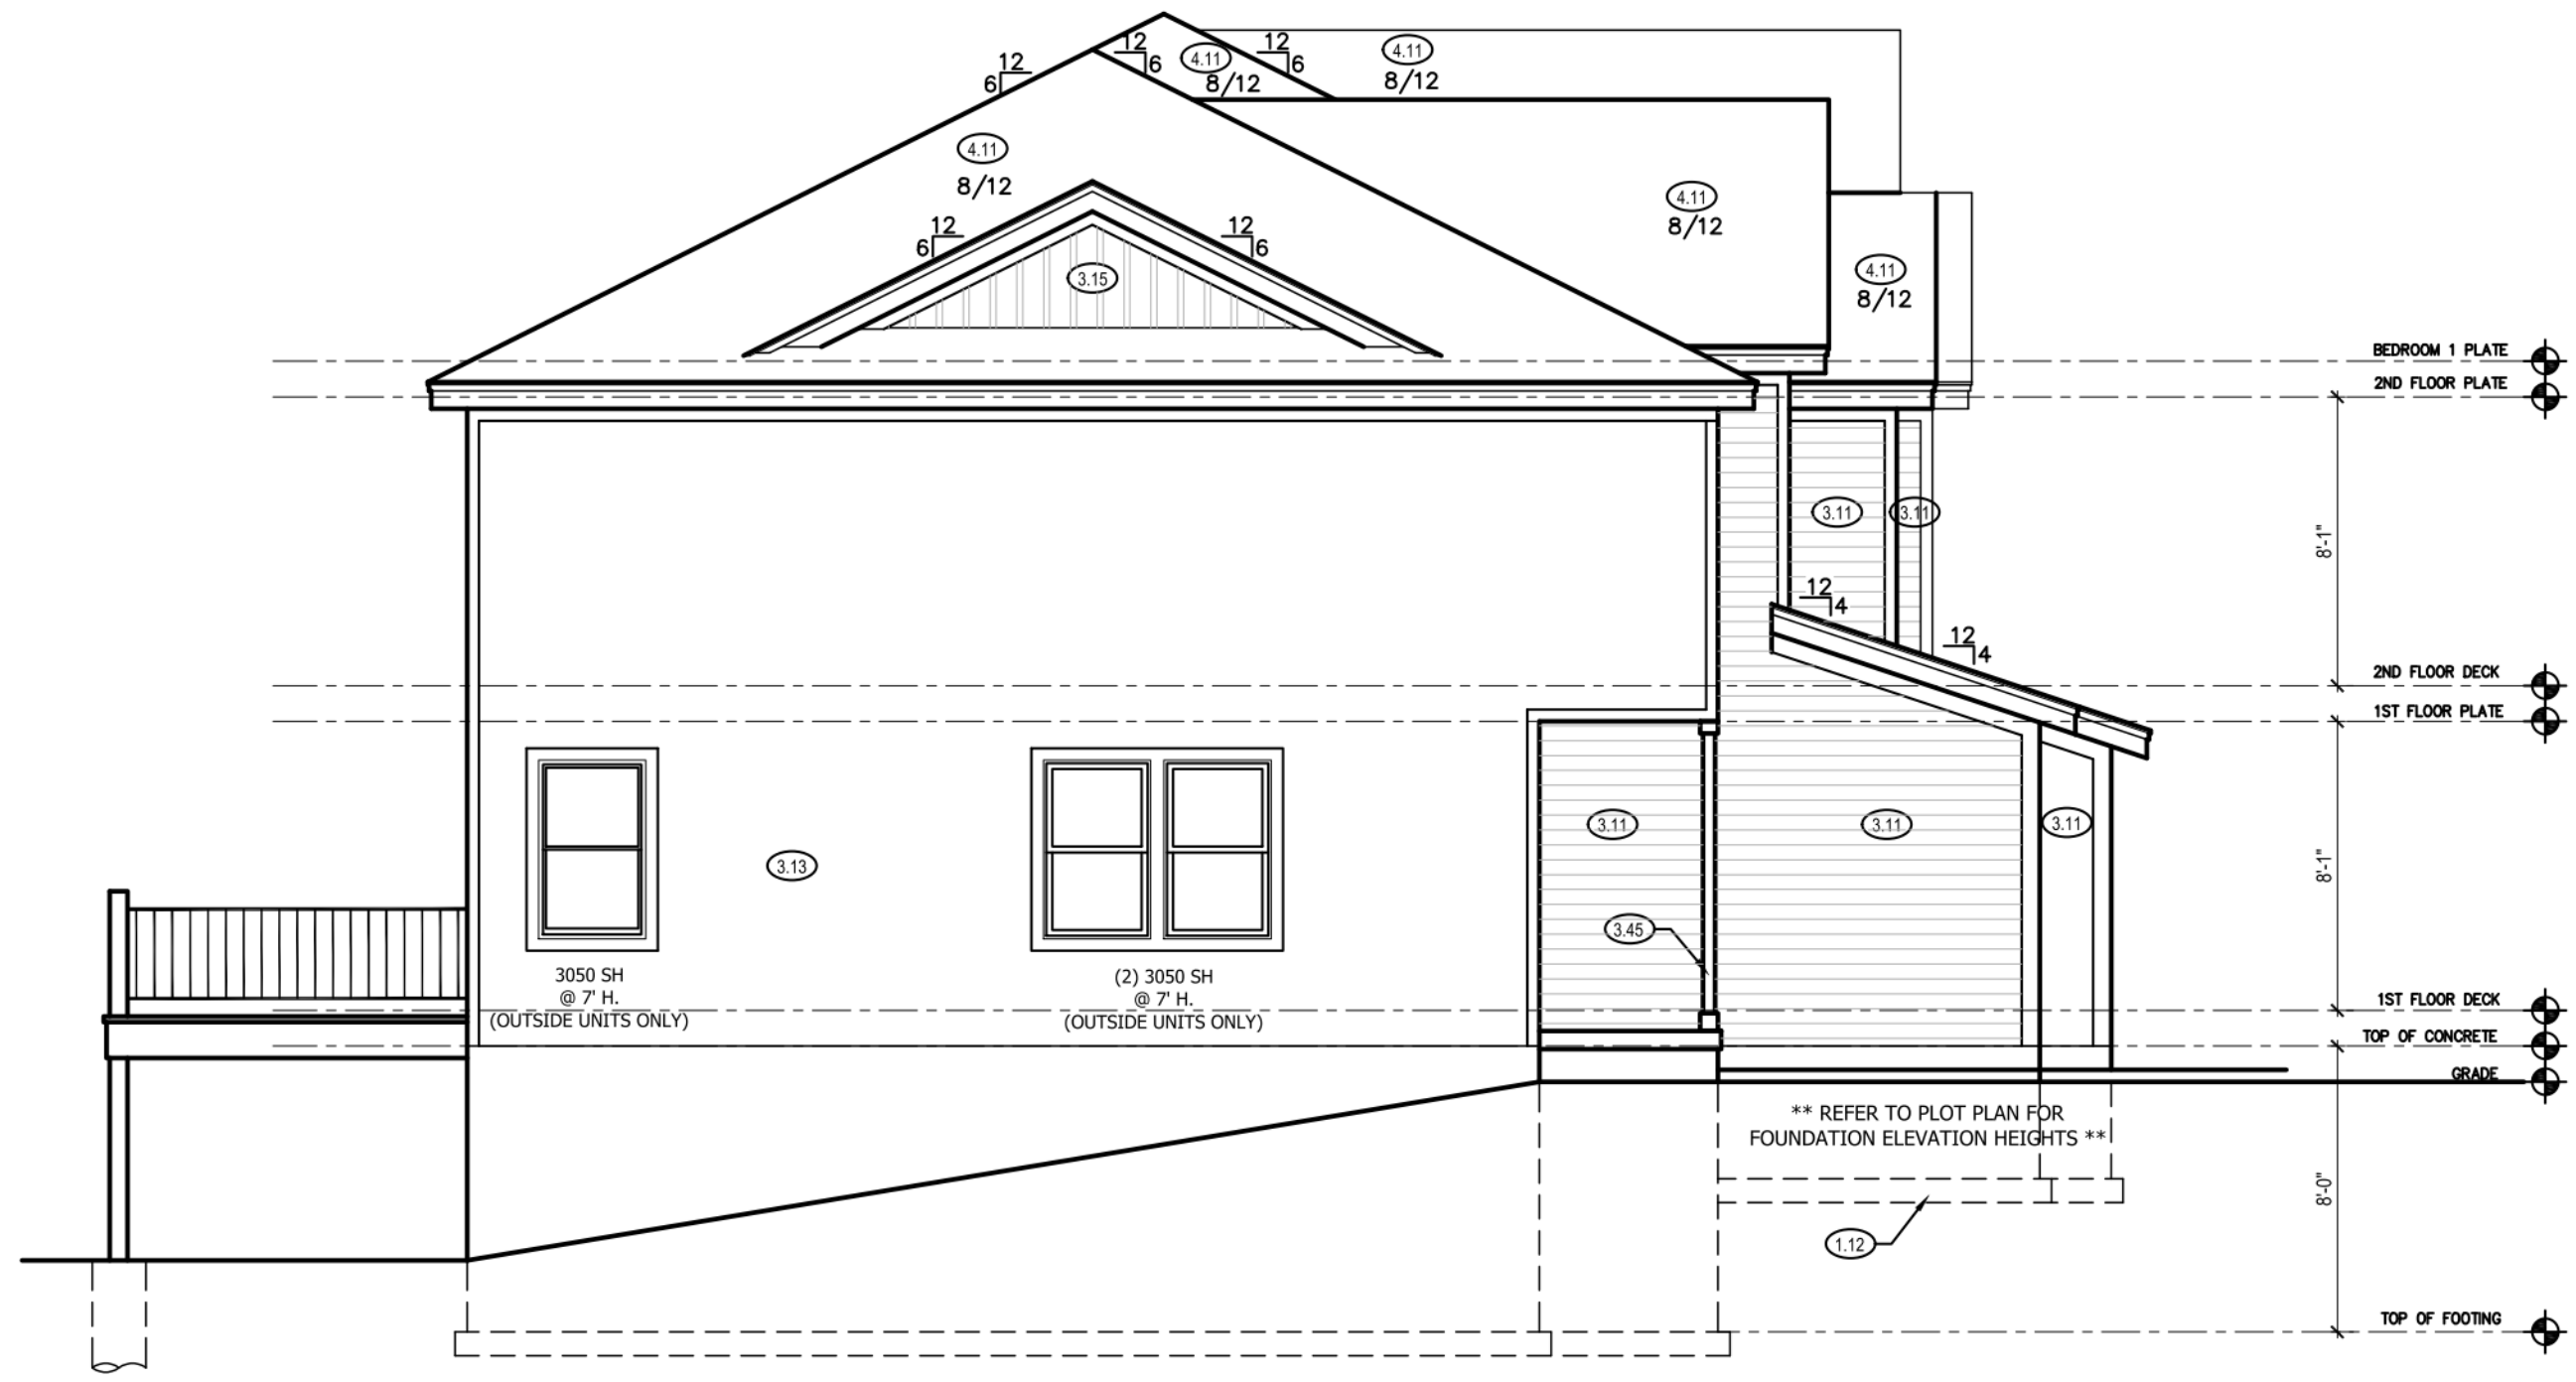 12
6
12
6
4.11
8/12
12
6
4.11
8/12
4.11
8/12
12
6
12
6
3.15
4.11
8/12
4.11
8/12
BEDROOM 1 PLATE
2ND FLOOR PLATE
8'-1"
3.11
3.11
12
4
12
4
2ND FLOOR DECK
1ST FLOOR PLATE
8'-1"
3.13
3.11
3.11
3.11
3.45
3050 SH
@ 7' H.
(OUTSIDE UNITS ONLY)
(2) 3050 SH
@ 7' H.
(OUTSIDE UNITS ONLY)
1ST FLOOR DECK
TOP OF CONCRETE
GRADE
** REFER TO PLOT PLAN FOR
FOUNDATION ELEVATION HEIGHTS **
8'-0"
1.12
TOP OF FOOTING